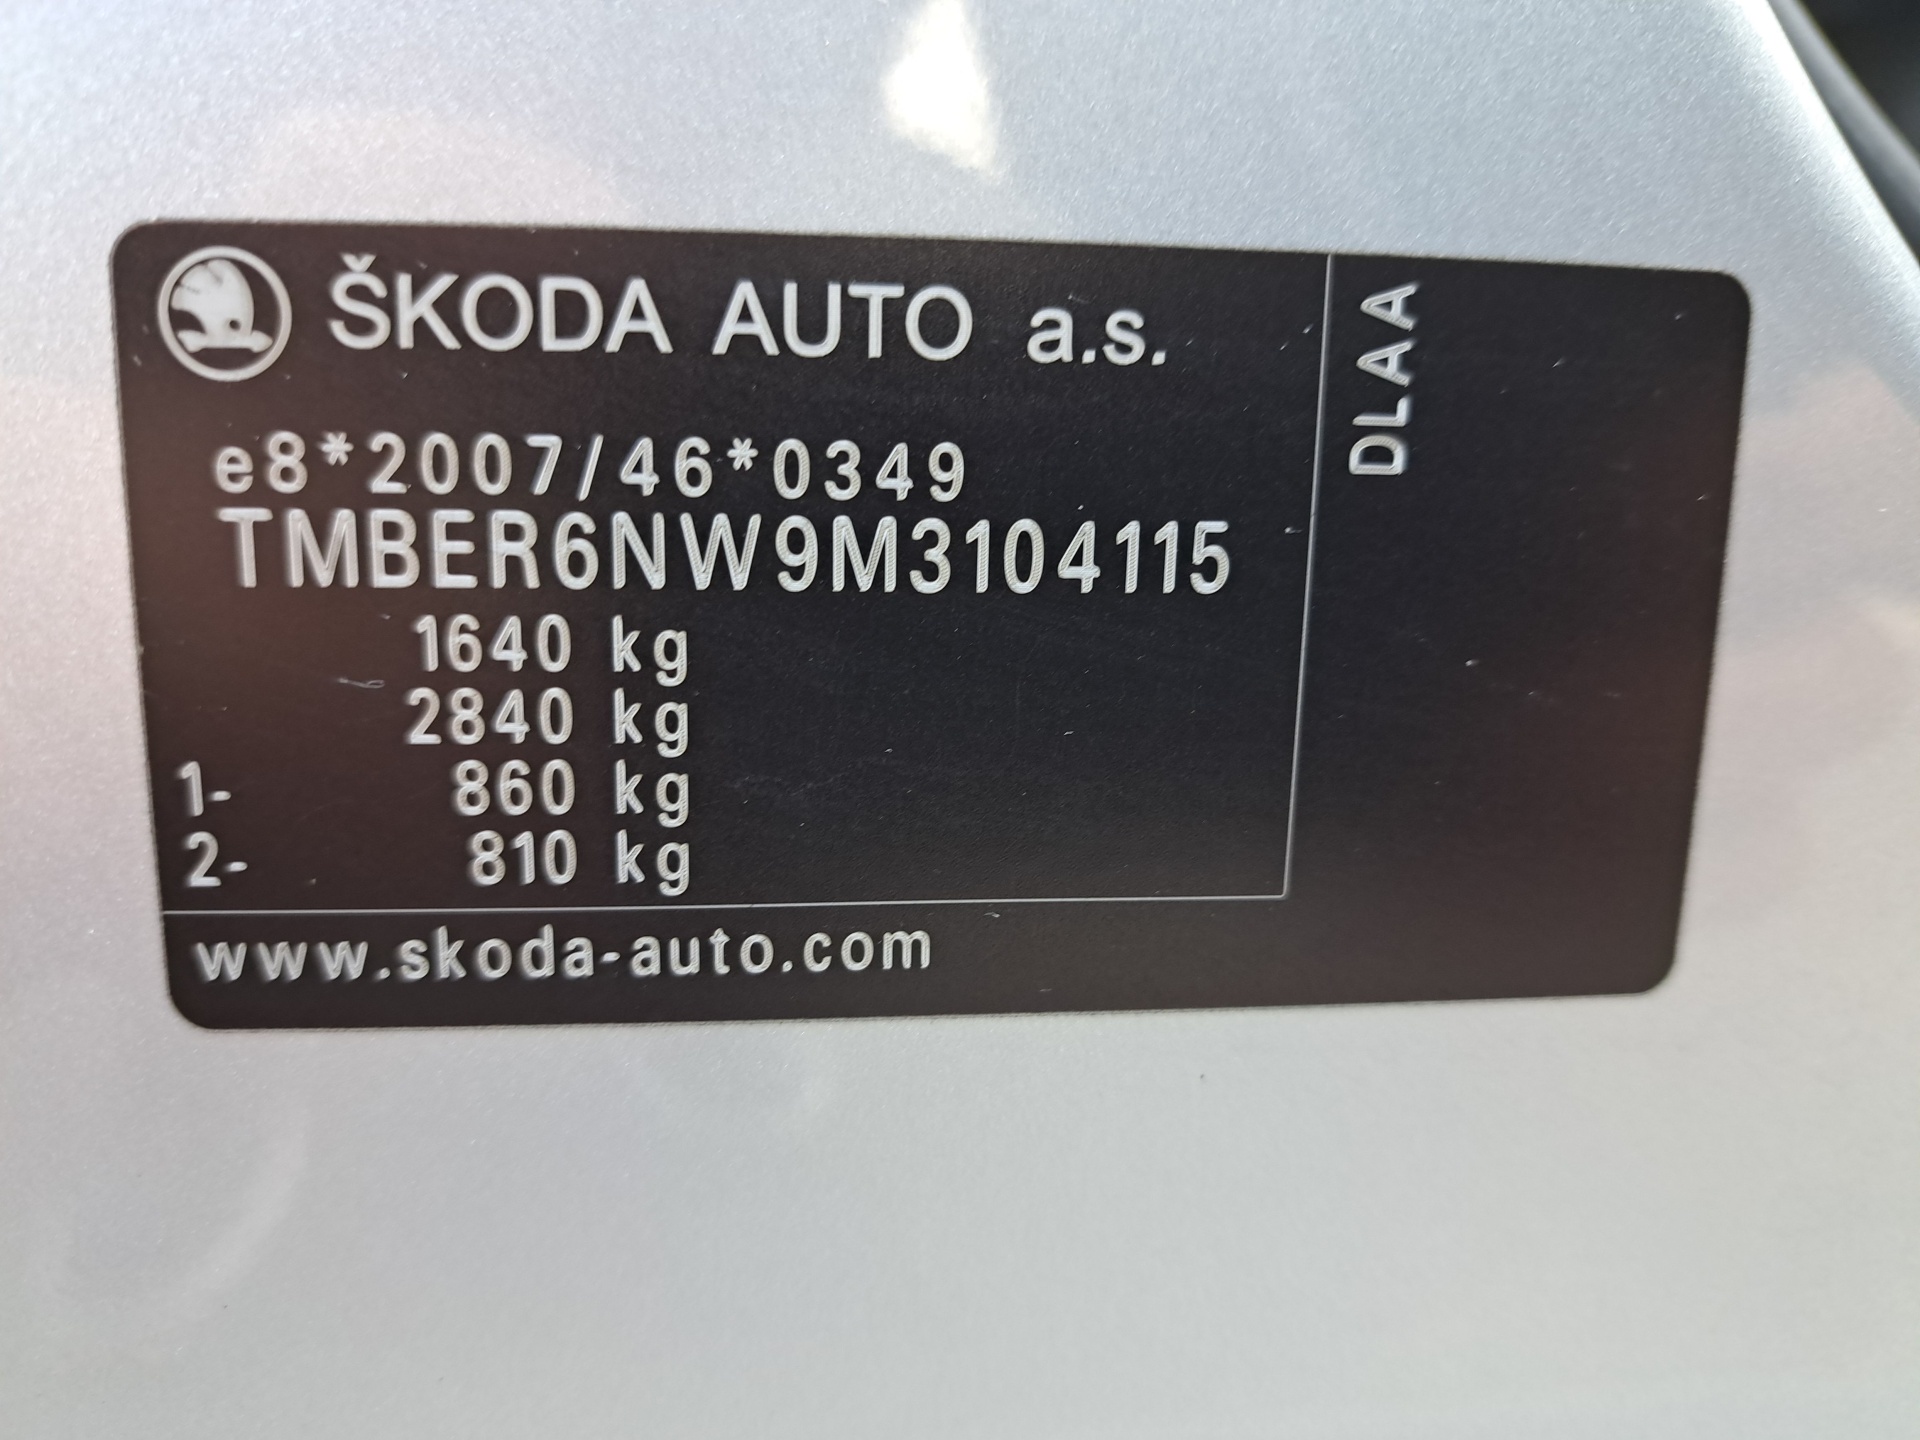 ŠKODA AUTO a.s.
e8*2007/46*0349
TMBER6NW9M3104115
1640 kg
2840 kg
1- 860 kg
2- 810 kg
www.skoda-auto.com
DLAA